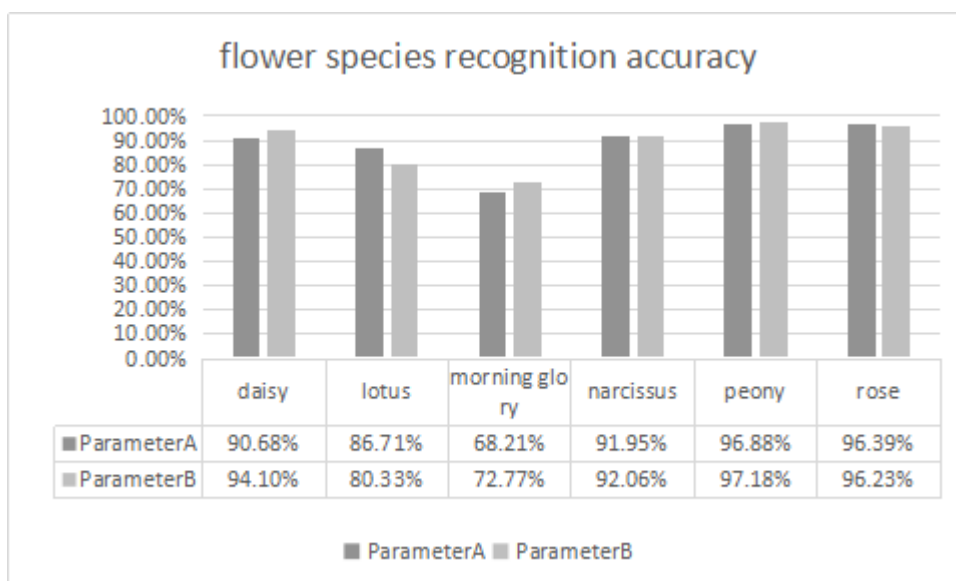 flower species recognition accuracy
100.00%
90.00%
80.00%
70.00%
60.00%
50.00%
40.00%
30.00%
20.00%
10.00%
0.00%
daisy lotus morning glo narcissus peony rose
ry
ParameterA 90.68% 86.71% 68.21% 91.95% 96.88% 96.39%
ParameterB 94.10% 80.33% 72.77% 92.06% 97.18% 96.23%
ParameterA ParameterB